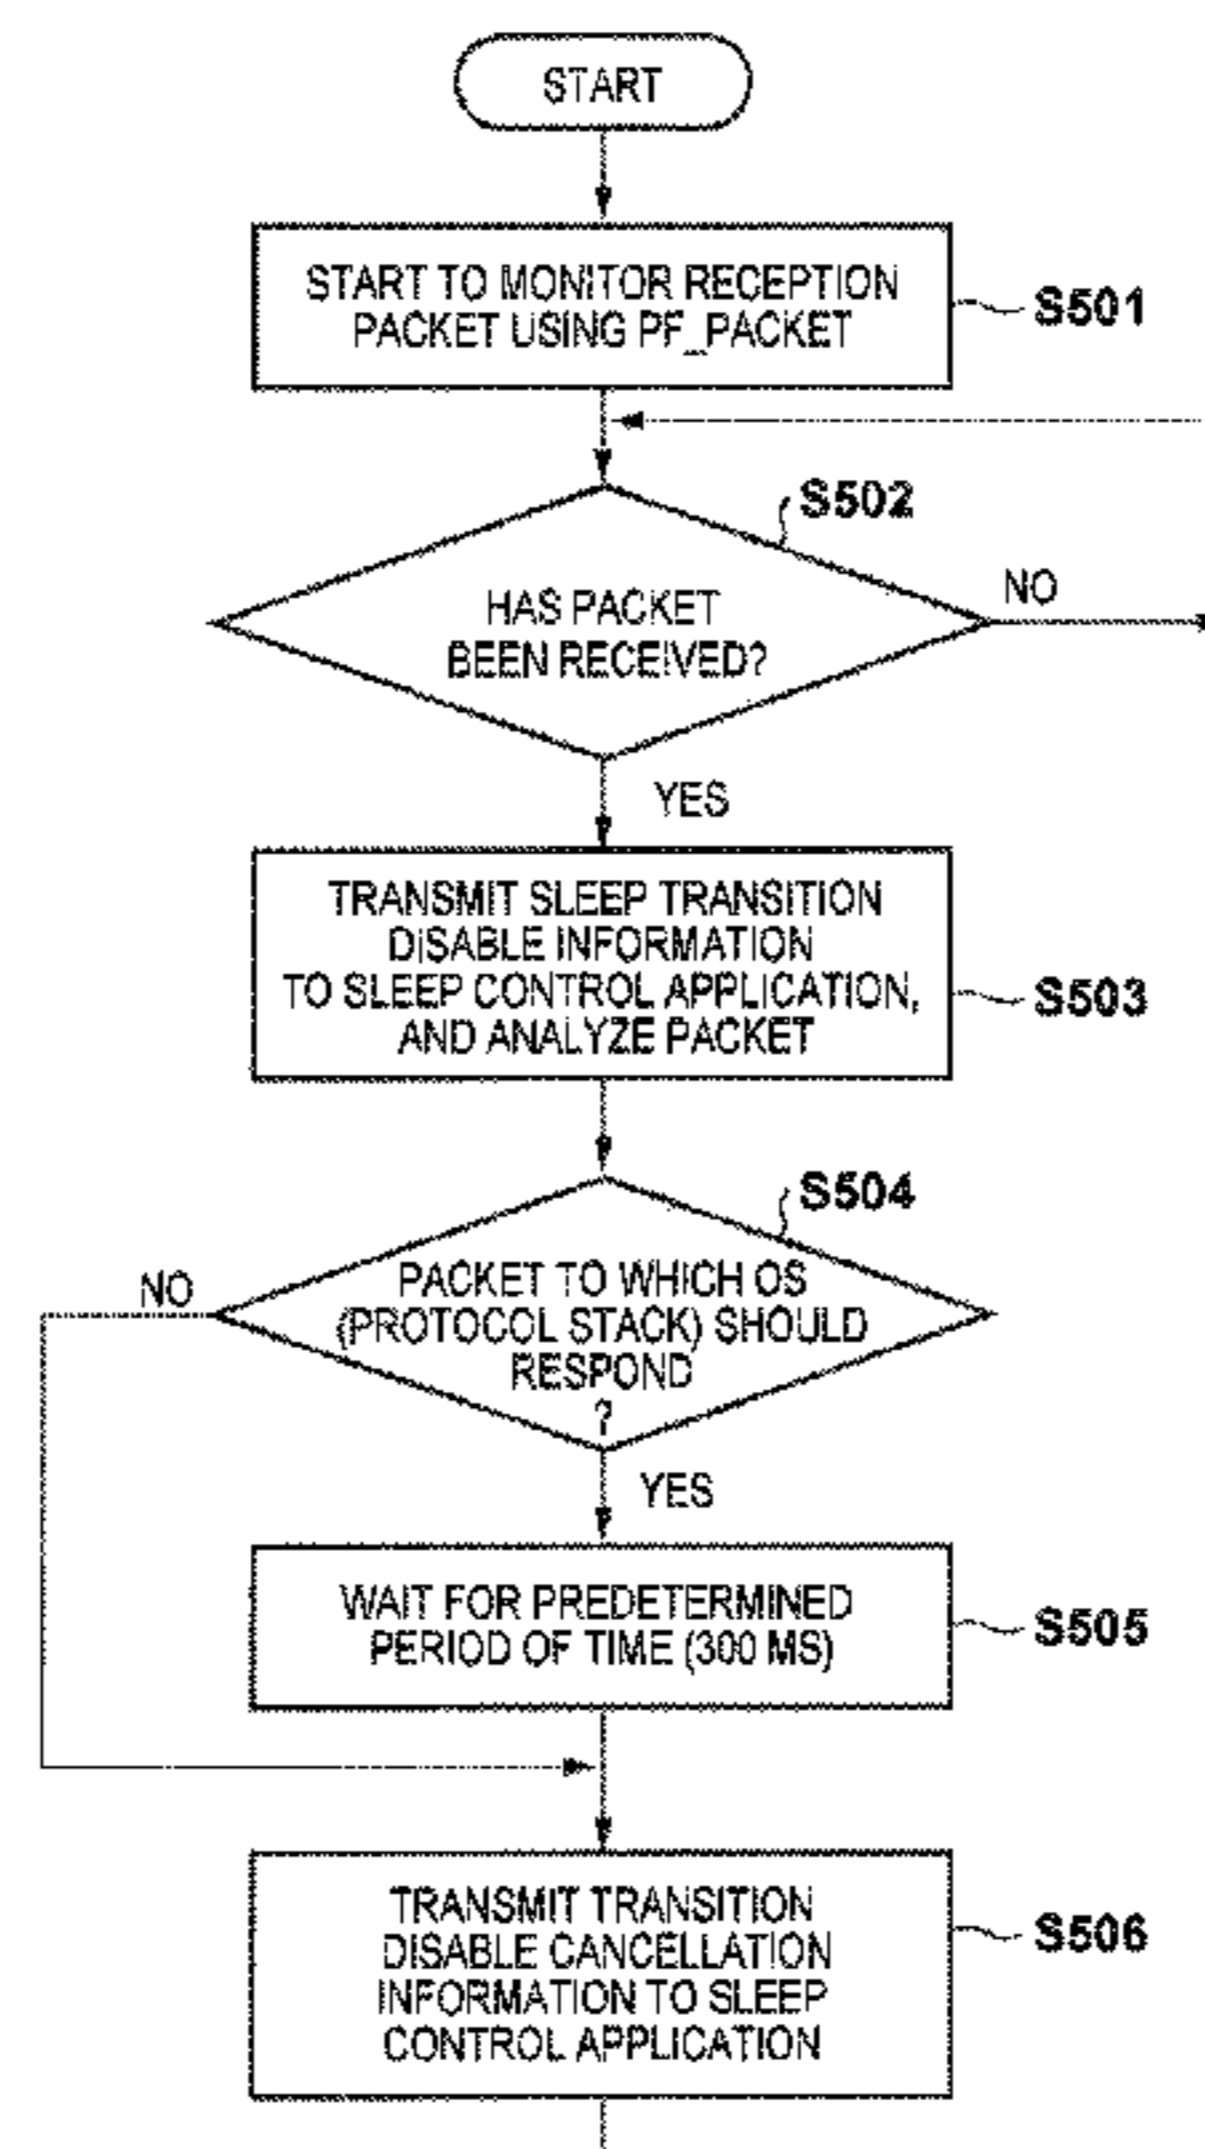 START
START TO MONITOR RECEPTION
PACKET USING PF_PACKET
S501
S502
HAS PACKET
BEEN RECEIVED?
NO
YES
TRANSMIT SLEEP TRANSITION
DISABLE INFORMATION
TO SLEEP CONTROL APPLICATION,
AND ANALYZE PACKET
S503
S504
NO
PACKET TO WHICH OS
(PROTOCOL STACK) SHOULD
RESPOND
?
YES
WAIT FOR PREDETERMINED
PERIOD OF TIME (300 MS)
S505
TRANSMIT TRANSITION
DISABLE CANCELLATION
INFORMATION TO SLEEP
CONTROL APPLICATION
S506